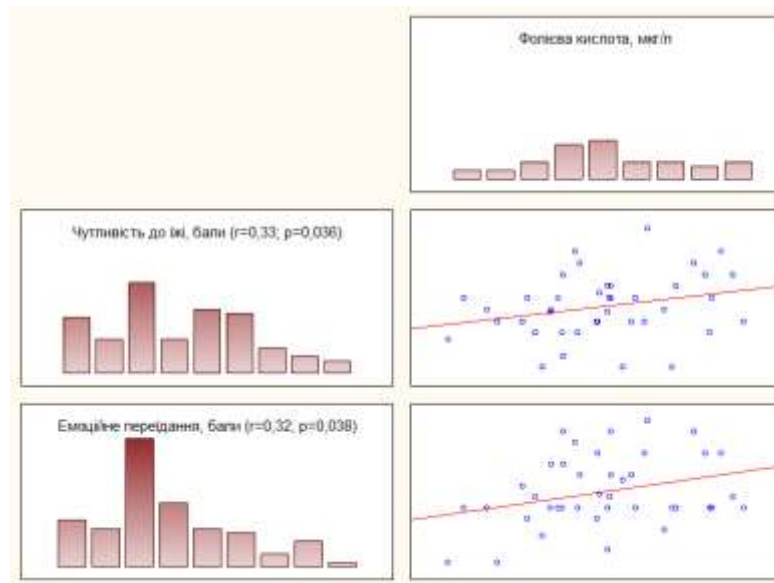 Фолієва кислота, мкг/л
Чутливість до їжі, бали (r=0,33; p=0,036)
Емоційне переїдання, бали (r=0,32; p=0,038)